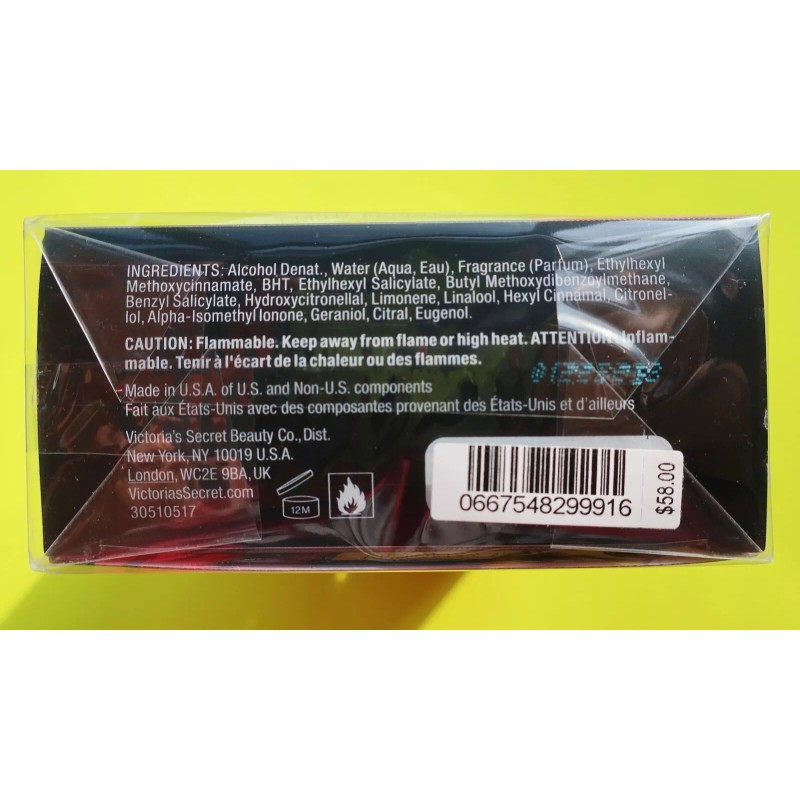 INGREDIENTS: Alcohol Denat., Water (Aqua, Eau), Fragrance (Parfum), Ethylhexyl
Methoxycinnamate, BHT, Ethylhexyl Salicylate, Butyl Methoxydibenzoylmethane,
Benzyl Salicylate, Hydroxycitronellal, Limonene, Linalool, Hexyl Cinnamal, Citronel-
lol, Alpha-Isomethyl Ionone, Geraniol, Citral, Eugenol.
CAUTION: Flammable. Keep away from flame or high heat. ATTENTION: Inflam-
mable. Tenir à l'écart de la chaleur ou des flammes.
Made in U.S.A. of U.S. and Non-U.S. components
Fait aux États-Unis avec des composantes provenant des États-Unis et d'ailleurs
Victoria's Secret Beauty Co., Dist.
New York, NY 10019 U.S.A.
London, WC2E 9BA, UK
VictoriasSecret.com
30510517
12M
0667548299916
$58.00